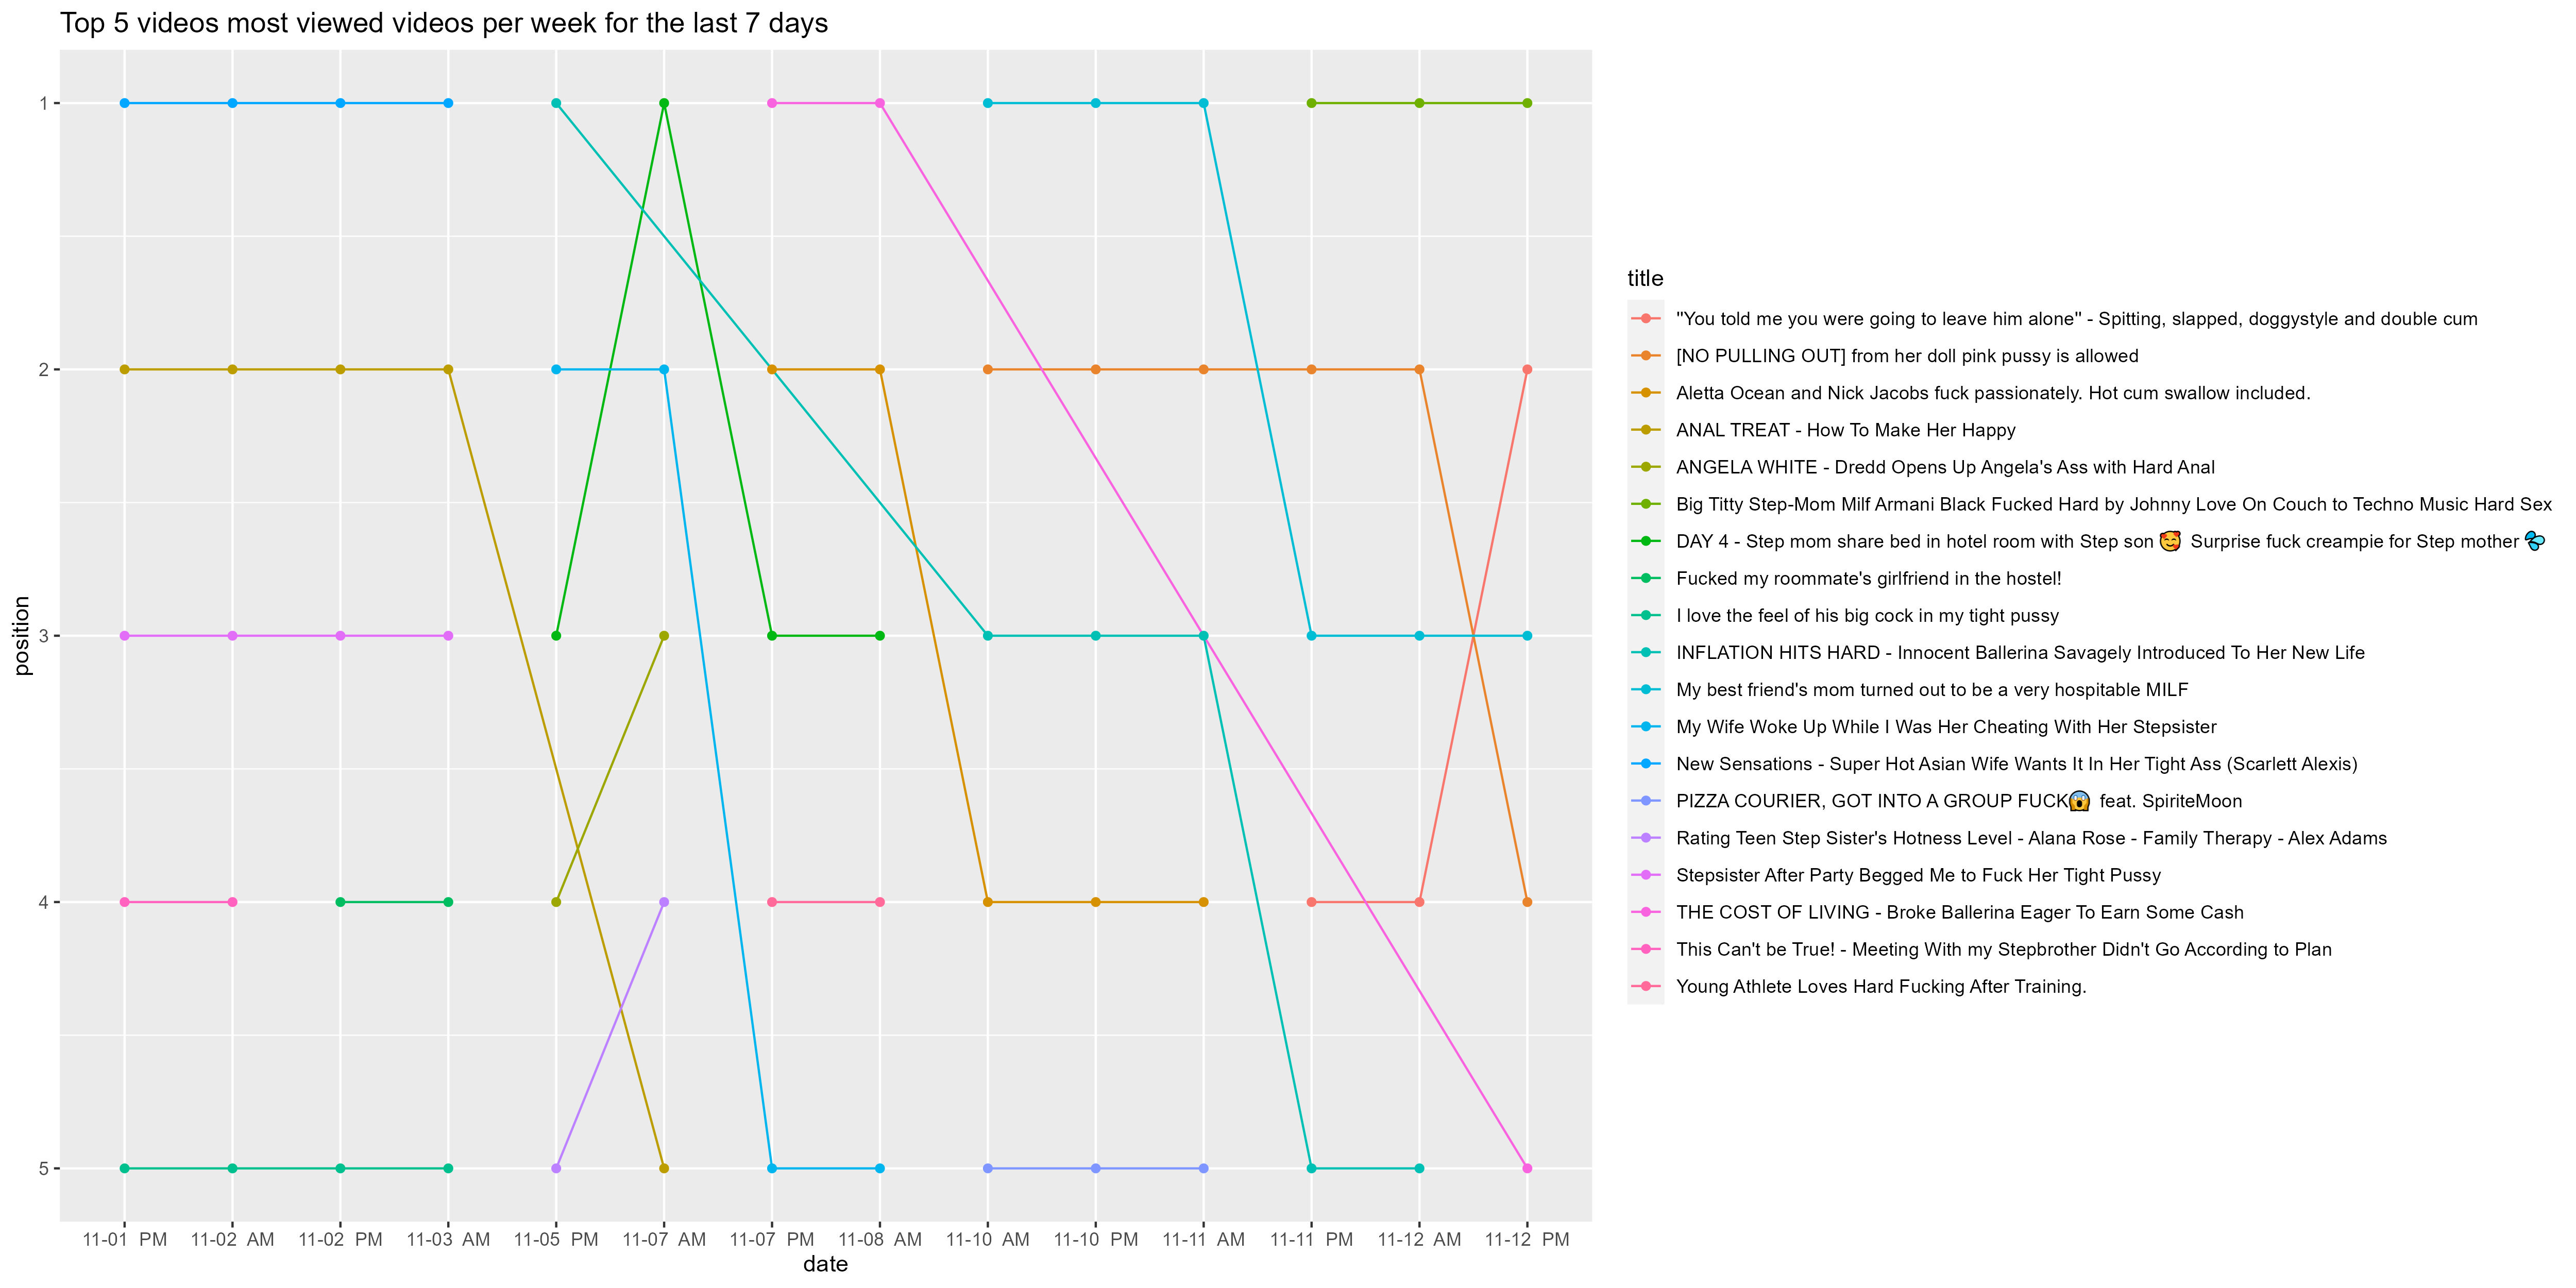 Top 5 videos most viewed videos per week for the last 7 days
position
1
2
3
4
5
11-01 PM 11-02 AM 11-02 PM 11-03 AM 11-05 PM 11-07 AM 11-07 PM 11-08 AM 11-10 AM 11-10 PM 11-11 AM 11-11 PM 11-12 AM 11-12 PM
date
title
"You told me you were going to leave him alone" - Spitting, slapped, doggystyle and double cum
[NO PULLING OUT] from her doll pink pussy is allowed
Aletta Ocean and Nick Jacobs fuck passionately. Hot cum swallow included.
ANAL TREAT - How To Make Her Happy
ANGELA WHITE - Dredd Opens Up Angela's Ass with Hard Anal
Big Titty Step-Mom Milf Armani Black Fucked Hard by Johnny Love On Couch to Techno Music Hard Sex
DAY 4 - Step mom share bed in hotel room with Step son 🥰 Surprise fuck creampie for Step mother 💦
Fucked my roommate's girlfriend in the hostel!
I love the feel of his big cock in my tight pussy
INFLATION HITS HARD - Innocent Ballerina Savagely Introduced To Her New Life
My best friend's mom turned out to be a very hospitable MILF
My Wife Woke Up While I Was Her Cheating With Her Stepsister
New Sensations - Super Hot Asian Wife Wants It In Her Tight Ass (Scarlett Alexis)
PIZZA COURIER, GOT INTO A GROUP FUCK😱 feat. SpiriteMoon
Rating Teen Step Sister's Hotness Level - Alana Rose - Family Therapy - Alex Adams
Stepsister After Party Begged Me to Fuck Her Tight Pussy
THE COST OF LIVING - Broke Ballerina Eager To Earn Some Cash
This Can't be True! - Meeting With my Stepbrother Didn't Go According to Plan
Young Athlete Loves Hard Fucking After Training.